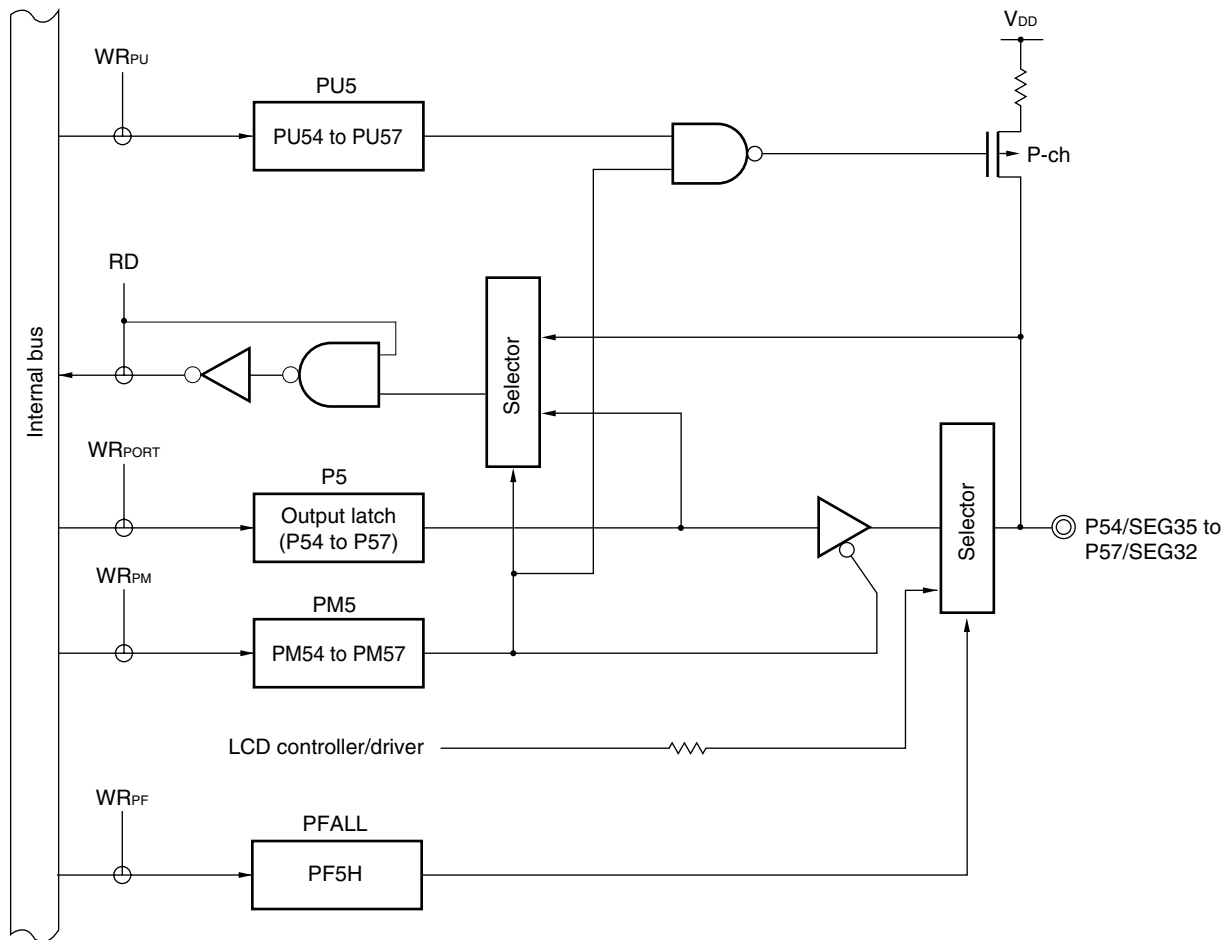 VDD
WRPU
PU5
PU54 to PU57
P-ch
RD
Selector
Internal bus
WRPORT
P5
Output latch
(P54 to P57)
Selector
P54/SEG35 to
P57/SEG32
WRPM
PM5
PM54 to PM57
LCD controller/driver
WRPF
PFALL
PF5H